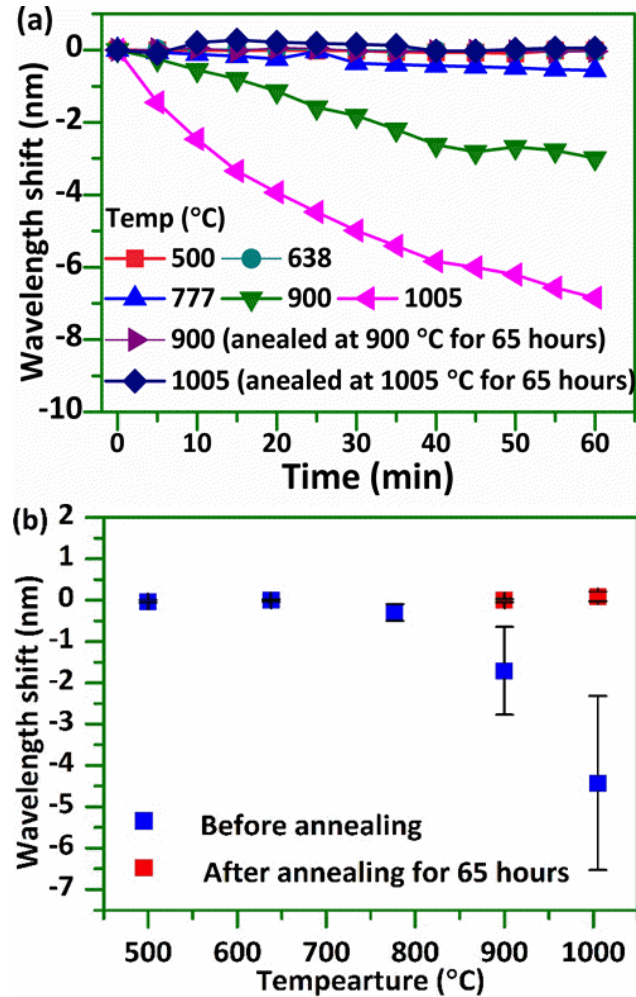 (a)
0
-2
-4
-6
-8
-10
Wavelength shift (nm)
Temp (°C)
500 638
777 900 1005
900 (anealed at 900 °C for 65 hours)
1005 (anealed at 1005 °C for 65 hours)
0 10 20 30 40 50 60
Time (min)
(b)
2
1
0
-1
-2
-3
-4
-5
-6
-7
Wavelength shift (nm)
Before annealing
After annealing for 65 hours
500 600 700 800 900 1000
Tempearture (°C)